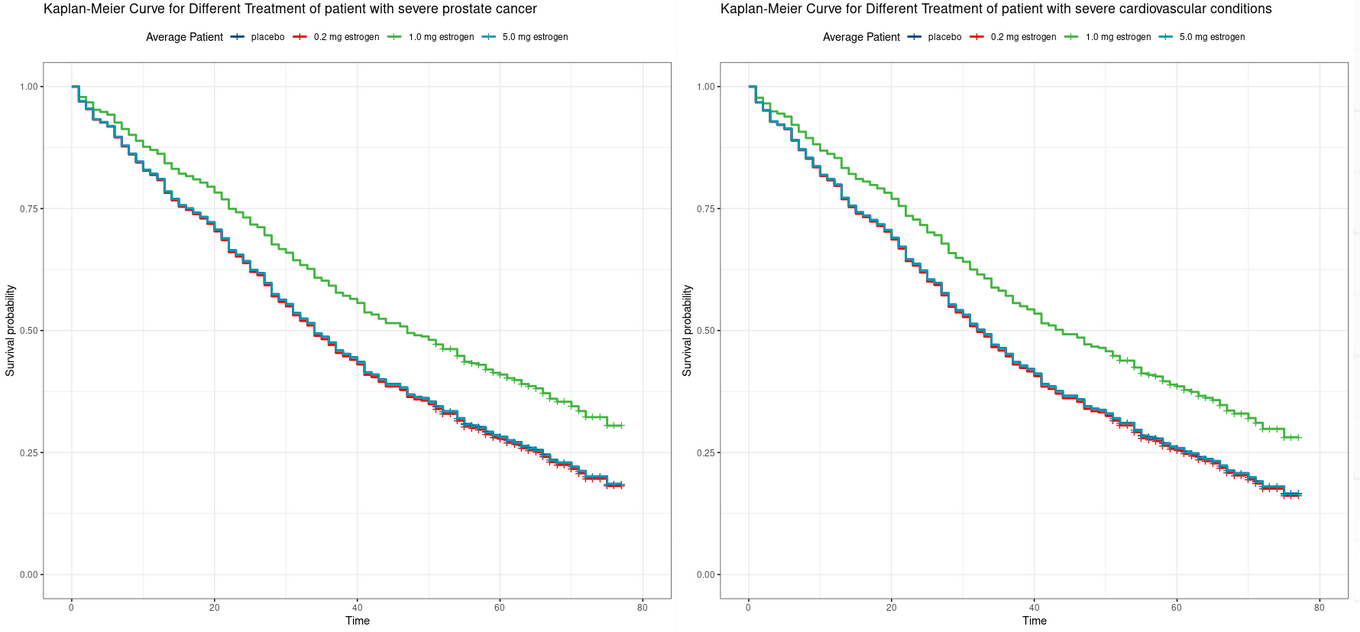 Kaplan-Meier Curve for Different Treatment of patient with severe prostate cancer
Average Patient placebo 0.2 mg estrogen 1.0 mg estrogen 5.0 mg estrogen
1.00
0.75
0.50
0.25
0.00
Survival probability
0 20 40 60 80
Time
Kaplan-Meier Curve for Different Treatment of patient with severe cardiovascular conditions
Average Patient placebo 0.2 mg estrogen 1.0 mg estrogen 5.0 mg estrogen
1.00
0.75
0.50
0.25
0.00
Survival probability
0 20 40 60 80
Time